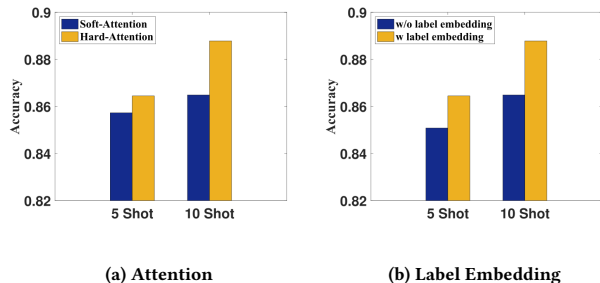 0.9
0.88
0.86
0.84
0.82
Accuracy
Soft-Attention
Hard-Attention
5 Shot 10 Shot
(a) Attention
0.9
0.88
0.86
0.84
0.82
Accuracy
w/o label embedding
w label embedding
5 Shot 10 Shot
(b) Label Embedding